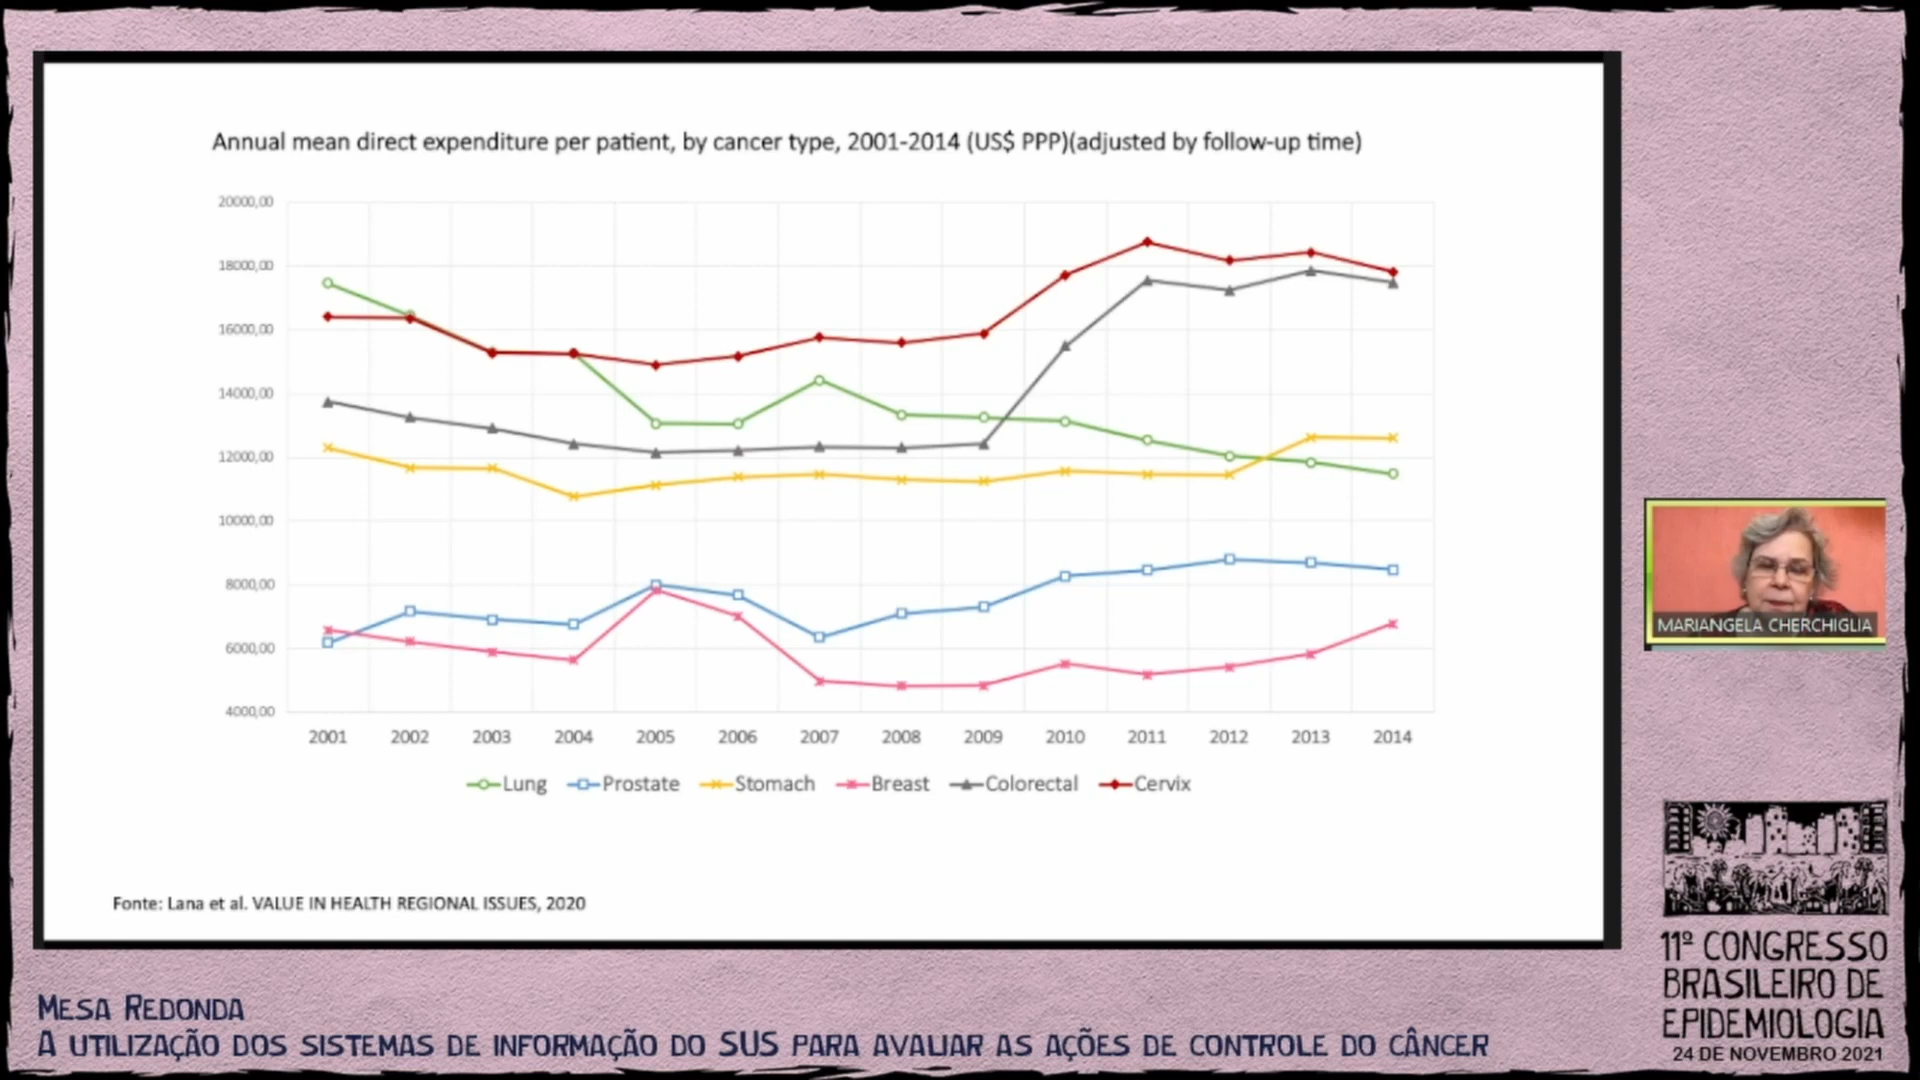 Annual mean direct expenditure per patient, by cancer type, 2001-2014 (US$ PPP)(adjusted by follow-up time)
20000,00
18000,00
16000,00
14000,00
12000,00
10000,00
8000,00
6000,00
4000,00
2001 2002 2003 2004 2005 2006 2007 2008 2009 2010 2011 2012 2013 2014
Lung Prostate Stomach Breast Colorectal Cervix
Fonte: Lana et al. VALUE IN HEALTH REGIONAL ISSUES, 2020
MARIANGELA CHERCHIGLIA
11º CONGRESSO
BRASILEIRO DE
EPIDEMIOLOGIA
24 DE NOVEMBRO 2021
MESA REDONDA
A UTILIZAÇÃO DOS SISTEMAS DE INFORMAÇÃO DO SUS PARA AVALIAR AS AÇÕES DE CONTROLE DO CÂNCER